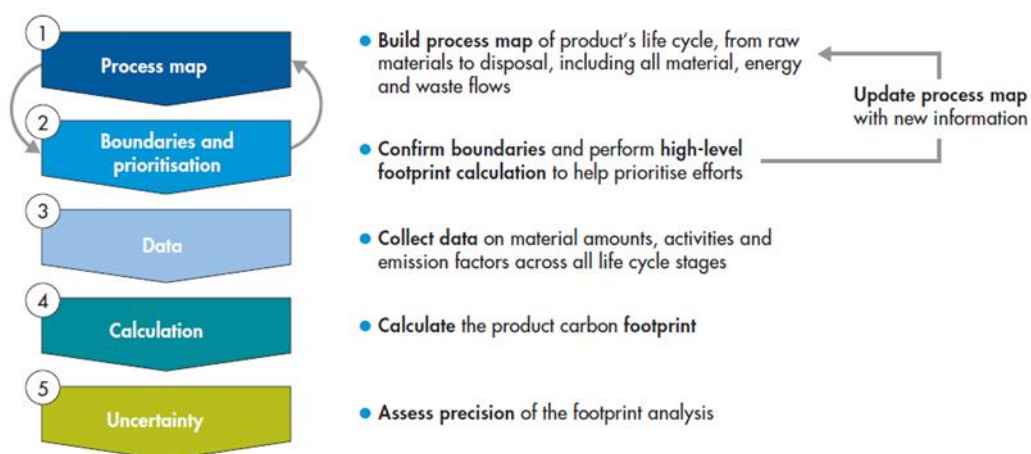 1
Process map
• Build process map of product's life cycle, from raw
materials to disposal, including all material, energy
and waste flows
Update process map
with new information
2
Boundaries and
prioritisation
• Confirm boundaries and perform high-level
footprint calculation to help prioritise efforts
3
Data
• Collect data on material amounts, activities and
emission factors across all life cycle stages
4
Calculation
• Calculate the product carbon footprint
5
Uncertainty
• Assess precision of the footprint analysis